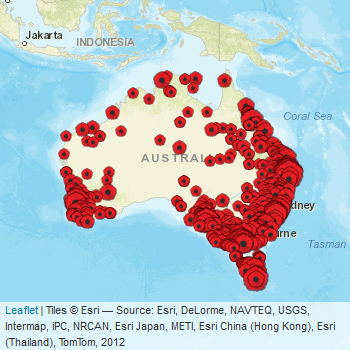 Jakarta
INDONESIA
Coral Sea
AUSTRAL
dney
urne
Tasman
Leaflet | Tiles © Esri — Source: Esri, DeLorme, NAVTEQ, USGS,
Intermap, iPC, NRCAN, Esri Japan, METI, Esri China (Hong Kong), Esri
(Thailand), TomTom, 2012